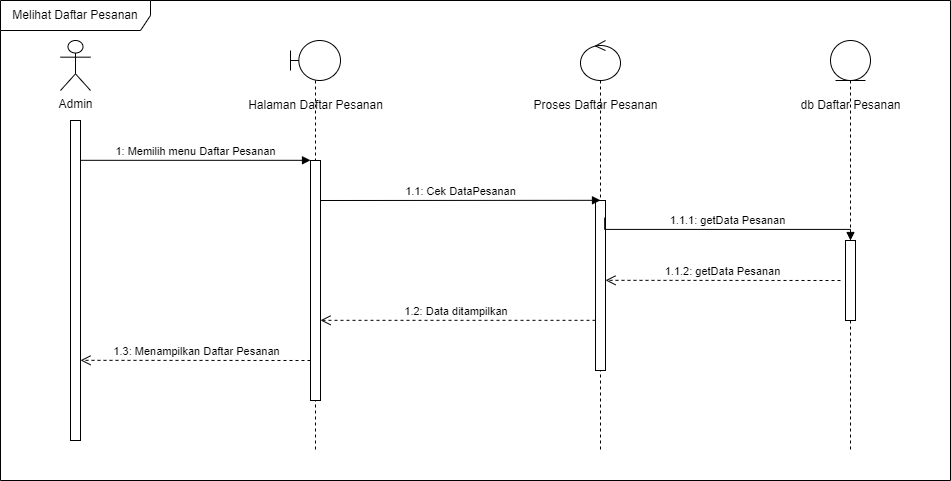 Melihat Daftar Pesanan
Admin
Halaman Daftar Pesanan
Proses Daftar Pesanan
db Daftar Pesanan
1: Memilih menu Daftar Pesanan
1.1: Cek DataPesanan
1.1.1: getData Pesanan
1.1.2: getData Pesanan
1.2: Data ditampilkan
1.3: Menampilkan Daftar Pesanan